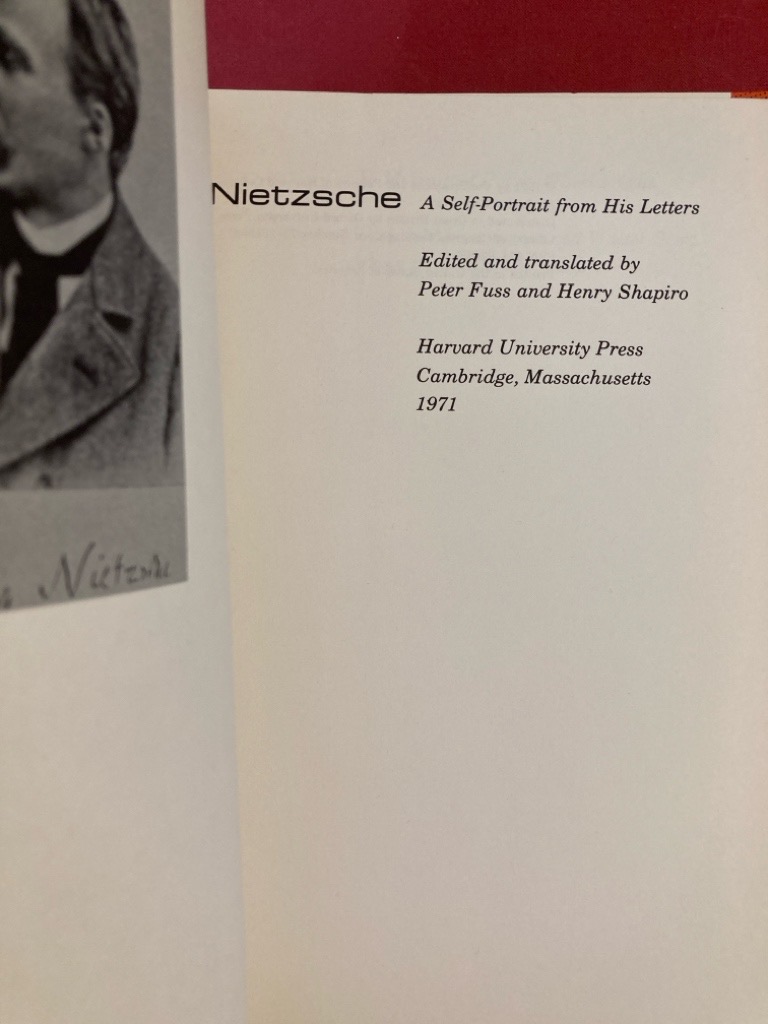 Nietzsche A Self-Portrait from His Letters
Edited and translated by
Peter Fuss and Henry Shapiro
Harvard University Press
Cambridge, Massachusetts
1971
Nietzsche